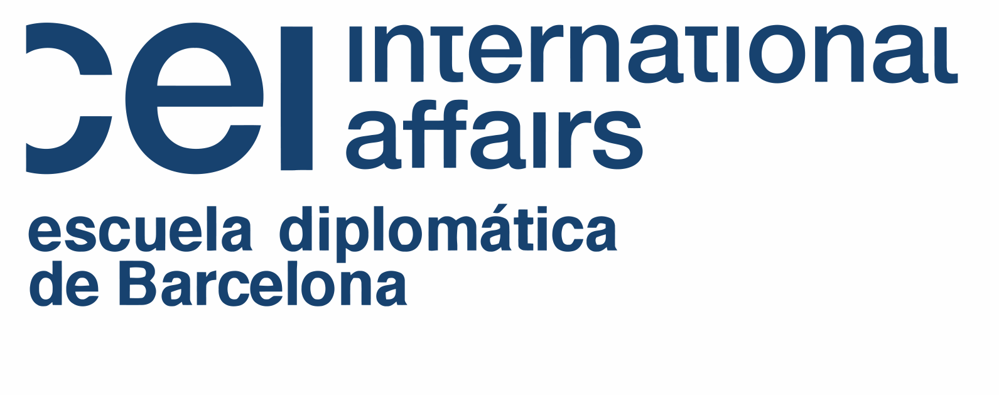 cei international
affairs
escuela diplomática
de Barcelona